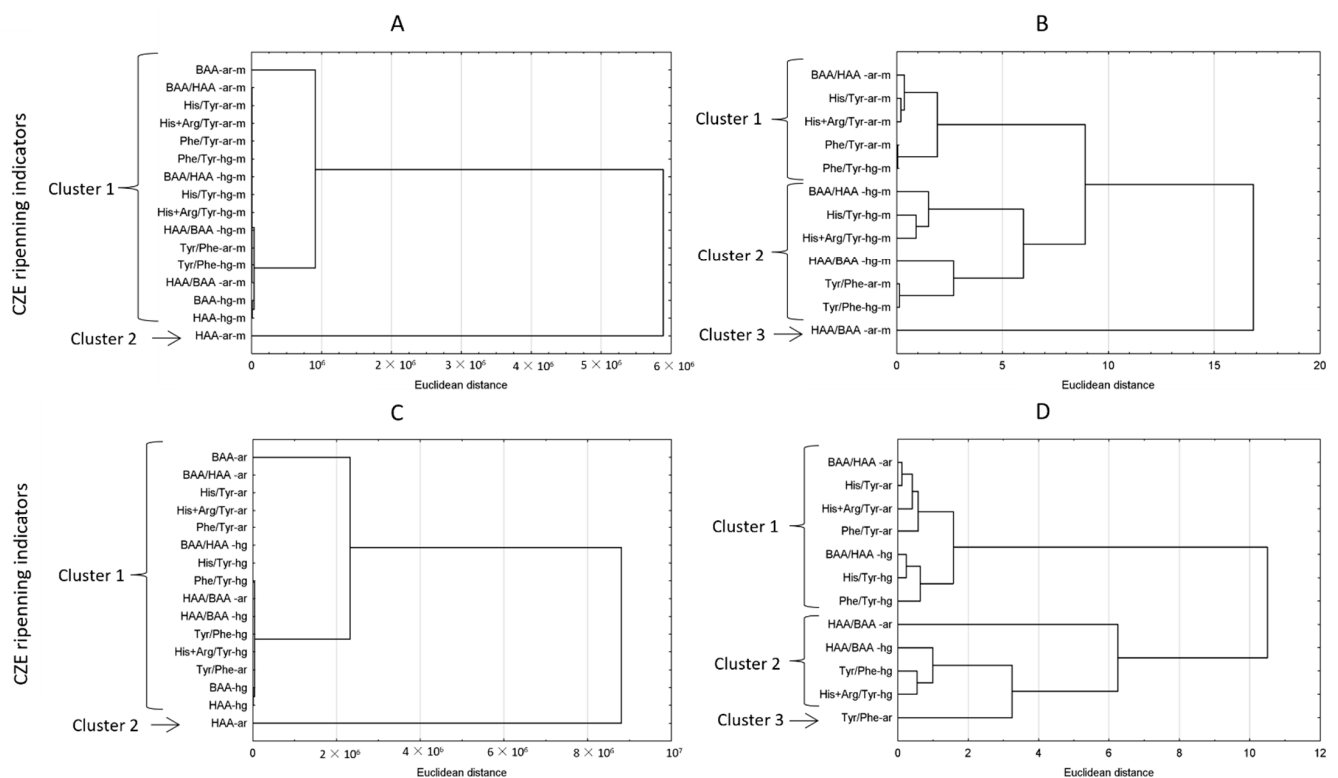 A
CZE ripenning indicators
Cluster 1
Cluster 2
BAA-ar-m
BAA/HAA -ar-m
His/Tyr-ar-m
His+Arg/Tyr-ar-m
Phe/Tyr-ar-m
Phe/Tyr-hg-m
BAA/HAA -hg-m
His/Tyr-hg-m
His+Arg/Tyr-hg-m
HAA/BAA -hg-m
Tyr/Phe-ar-m
Tyr/Phe-hg-m
HAA/BAA -ar-m
BAA-hg-m
HAA-hg-m
HAA-ar-m
0 10⁶ 2 × 10⁶ 3 × 10⁶ 4 × 10⁶ 5 × 10⁶ 6 × 10⁶
Euclidean distance
B
Cluster 1
Cluster 2
Cluster 3
BAA/HAA -ar-m
His/Tyr-ar-m
His+Arg/Tyr-ar-m
Phe/Tyr-ar-m
Phe/Tyr-hg-m
BAA/HAA -hg-m
His/Tyr-hg-m
His+Arg/Tyr-hg-m
HAA/BAA -hg-m
Tyr/Phe-ar-m
Tyr/Phe-hg-m
HAA/BAA -ar-m
0 5 10 15 20
Euclidean distance
C
CZE ripenning indicators
Cluster 1
Cluster 2
BAA-ar
BAA/HAA -ar
His/Tyr-ar
His+Arg/Tyr-ar
Phe/Tyr-ar
BAA/HAA -hg
His/Tyr-hg
Phe/Tyr-hg
HAA/BAA -ar
HAA/BAA -hg
Tyr/Phe-hg
His+Arg/Tyr-hg
Tyr/Phe-ar
BAA-hg
HAA-hg
HAA-ar
0 2 × 10⁶ 4 × 10⁶ 6 × 10⁶ 8 × 10⁶ 10⁷
Euclidean distance
D
Cluster 1
Cluster 2
Cluster 3
BAA/HAA -ar
His/Tyr-ar
His+Arg/Tyr-ar
Phe/Tyr-ar
BAA/HAA -hg
His/Tyr-hg
Phe/Tyr-hg
HAA/BAA -ar
HAA/BAA -hg
Tyr/Phe-hg
His+Arg/Tyr-hg
Tyr/Phe-ar
0 2 4 6 8 10 12
Euclidean distance